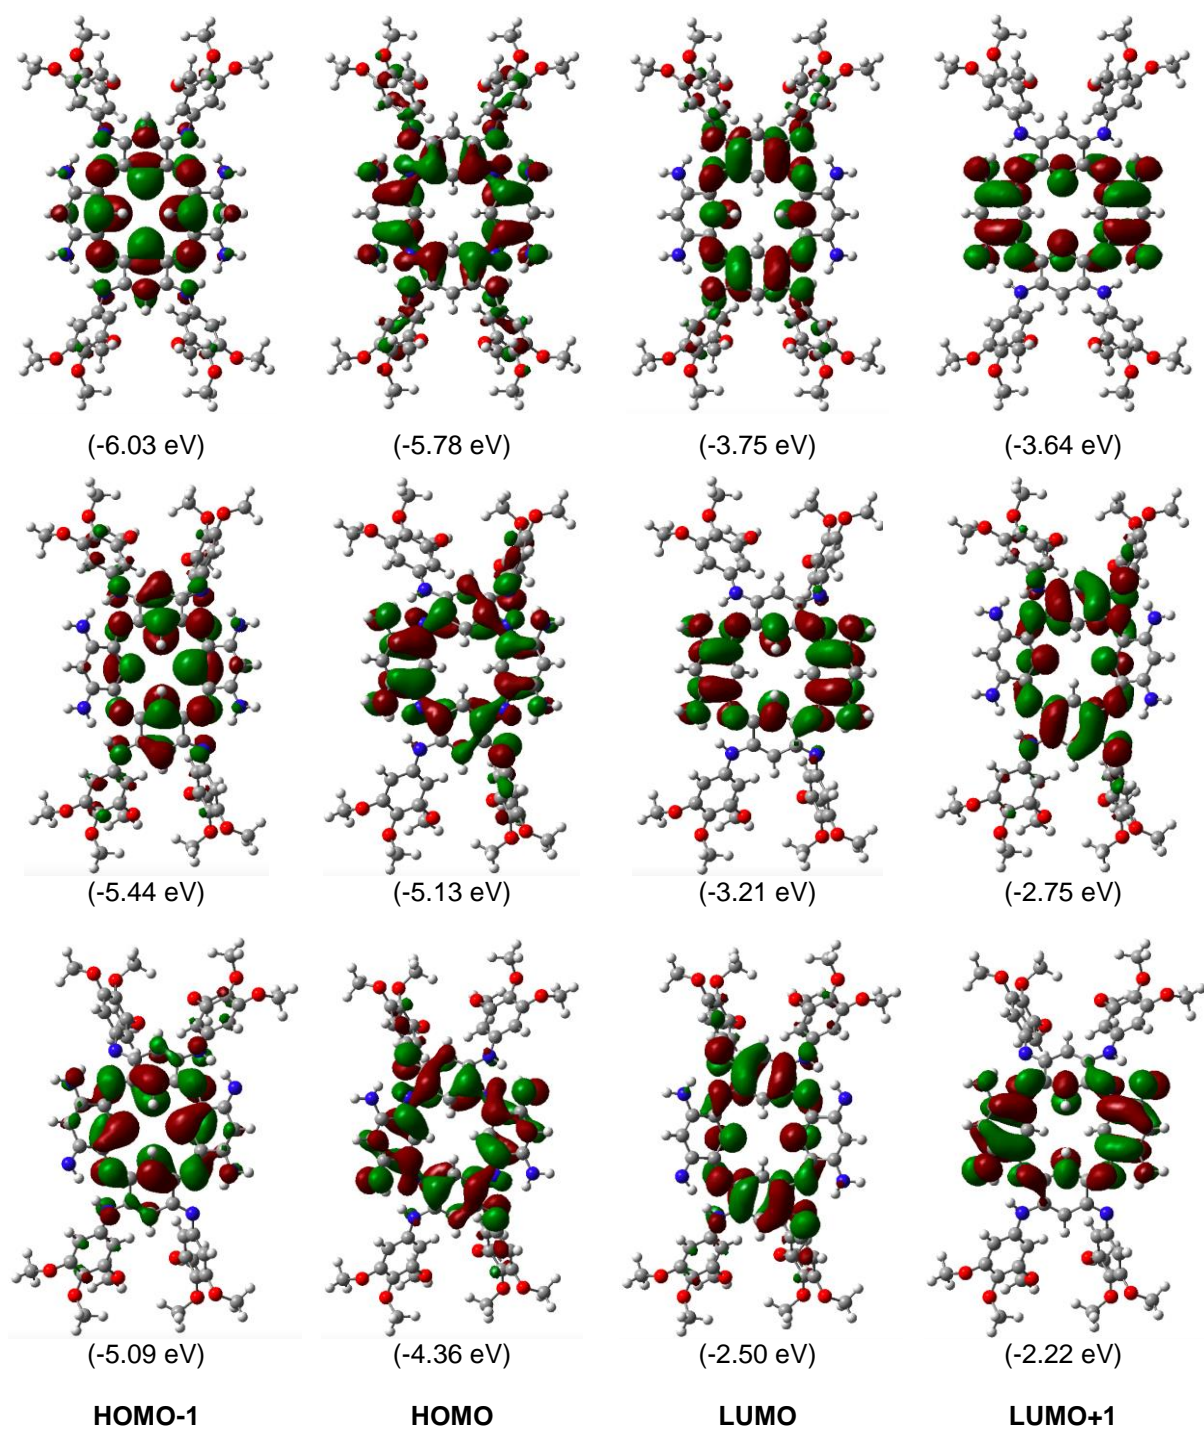 (-6.03 eV) (-5.78 eV) (-3.75 eV) (-3.64 eV)
(-5.44 eV) (-5.13 eV) (-3.21 eV) (-2.75 eV)
(-5.09 eV) (-4.36 eV) (-2.50 eV) (-2.22 eV)
HOMO-1 HOMO LUMO LUMO+1